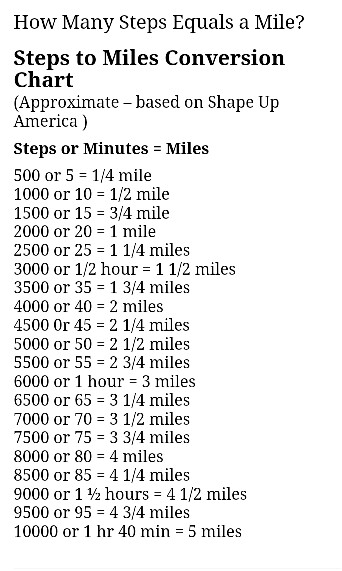 How Many Steps Equals a Mile?
Steps to Miles Conversion
Chart
(Approximate – based on Shape Up
America )
Steps or Minutes = Miles
500 or 5 = 1/4 mile
1000 or 10 = 1/2 mile
1500 or 15 = 3/4 mile
2000 or 20 = 1 mile
2500 or 25 = 1 1/4 miles
3000 or 1/2 hour = 1 1/2 miles
3500 or 35 = 1 3/4 miles
4000 or 40 = 2 miles
4500 0r 45 = 2 1/4 miles
5000 or 50 = 2 1/2 miles
5500 or 55 = 2 3/4 miles
6000 or 1 hour = 3 miles
6500 or 65 = 3 1/4 miles
7000 or 70 = 3 1/2 miles
7500 or 75 = 3 3/4 miles
8000 or 80 = 4 miles
8500 or 85 = 4 1/4 miles
9000 or 1 ½ hours = 4 1/2 miles
9500 or 95 = 4 3/4 miles
10000 or 1 hr 40 min = 5 miles